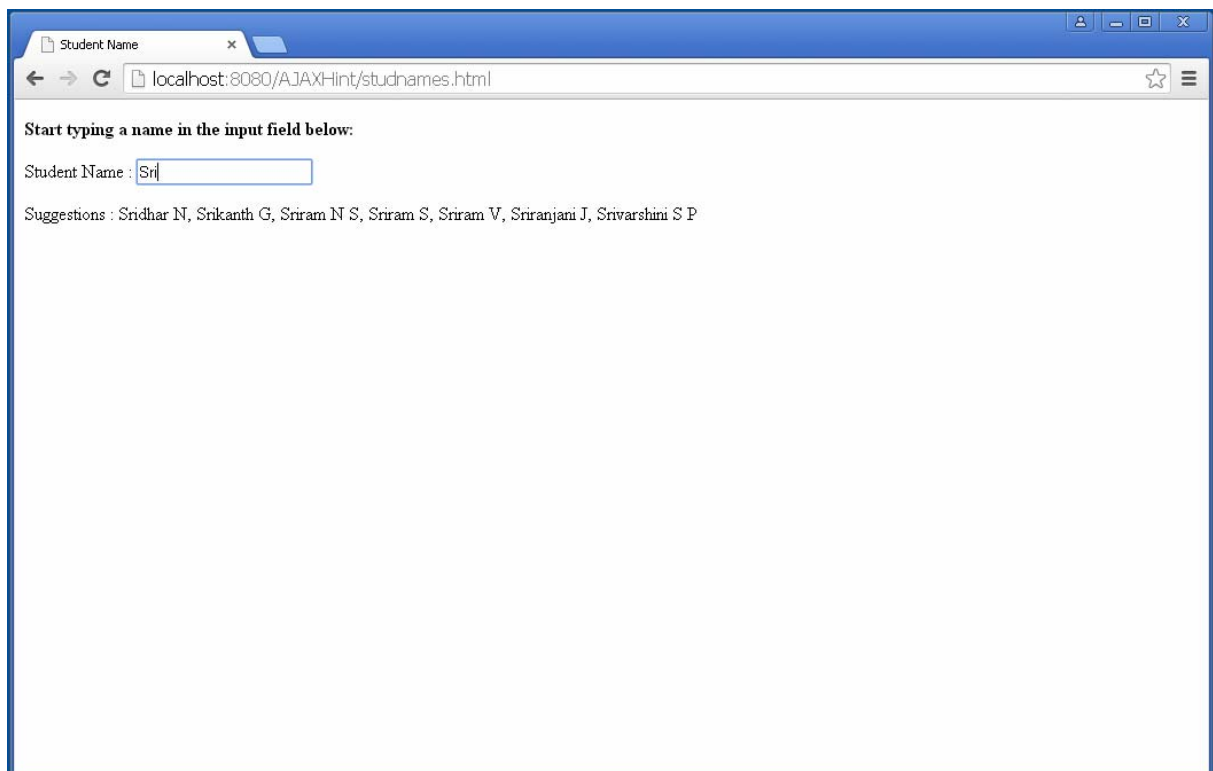 Student Name
localhost:8080/AJAXHint/studnames.html
Start typing a name in the input field below:
Student Name : Sri
Suggestions : Sridhar N, Srikanth G, Sriram N S, Sriram S, Sriram V, Sriranjani J, Srivarshini S P